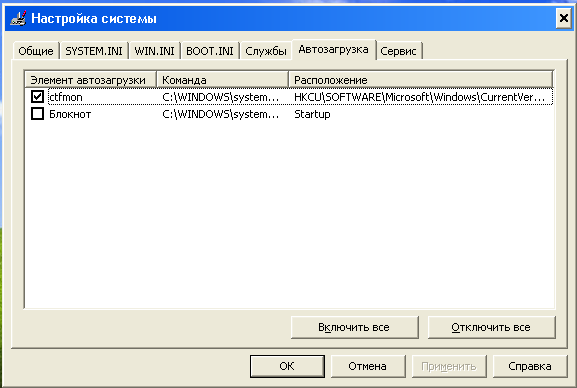 Настройка системы
Общие SYSTEM.INI WIN.INI BOOT.INI Службы Автозагрузка Сервис
Элемент автозагрузки Команда Расположение
ctfmon C:\WINDOWS\system... HKCU\SOFTWARE\Microsoft\Windows\CurrentVer...
Блокнот C:\WINDOWS\system... Startup
Включить все Отключить все
ОК Отмена Применить Справка